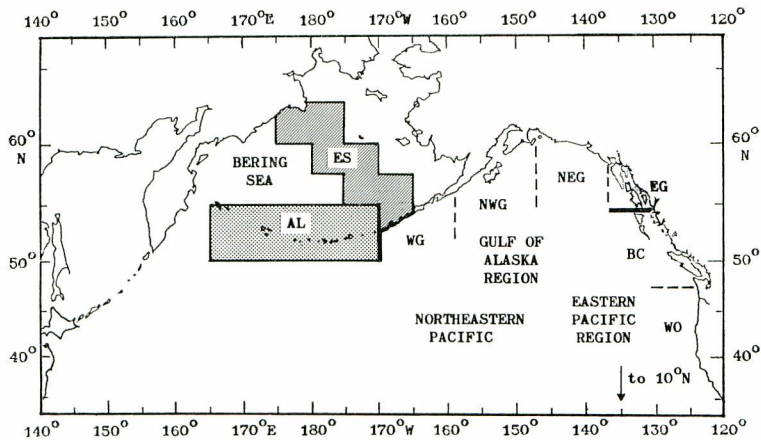 140° 150° 160° 170°E 180° 170°W 160° 150° 140° 130° 120°
60°
N
60°
N
BERING
SEA
ES
NEG
EG
NWG
AL
WG
GULF OF
ALASKA
REGION
BC
50°
50°
EASTERN
PACIFIC
REGION
NORTHEASTERN
PACIFIC
WO
40°
40°
to 10°N
140° 150° 160° 170°E 180° 170°W 160° 150° 140° 130° 120°